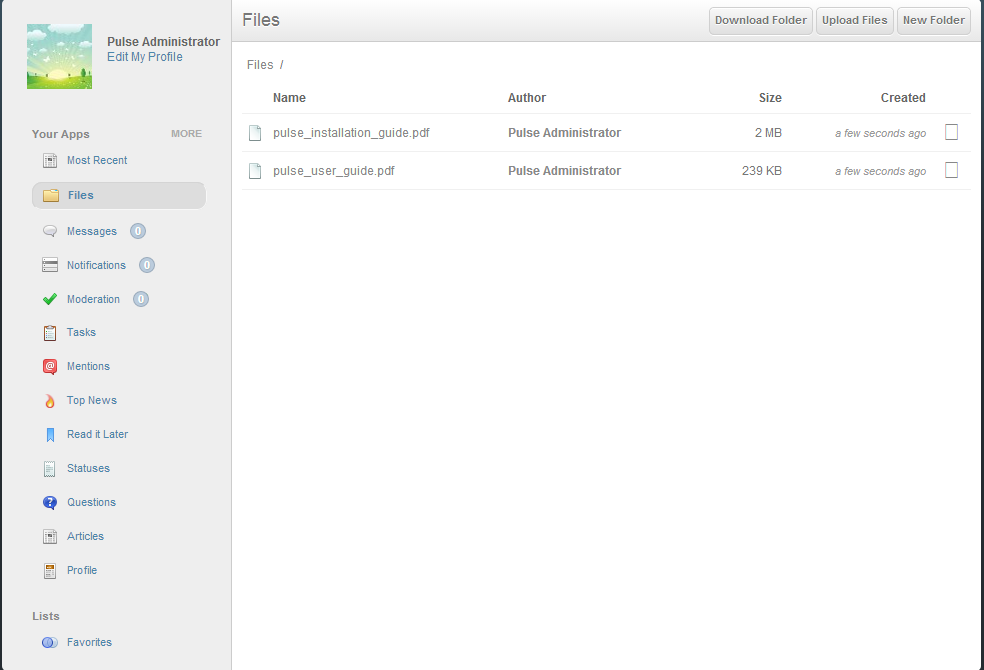 Pulse Administrator
Edit My Profile
Your Apps MORE
Most Recent
Files
Messages 0
Notifications 0
Moderation 0
Tasks
Mentions
Top News
Read it Later
Statuses
Questions
Articles
Profile
Lists
Favorites
Files Download Folder Upload Files New Folder
Files /
Name Author Size Created
pulse_installation_guide.pdf Pulse Administrator 2 MB a few seconds ago
pulse_user_guide.pdf Pulse Administrator 239 KB a few seconds ago